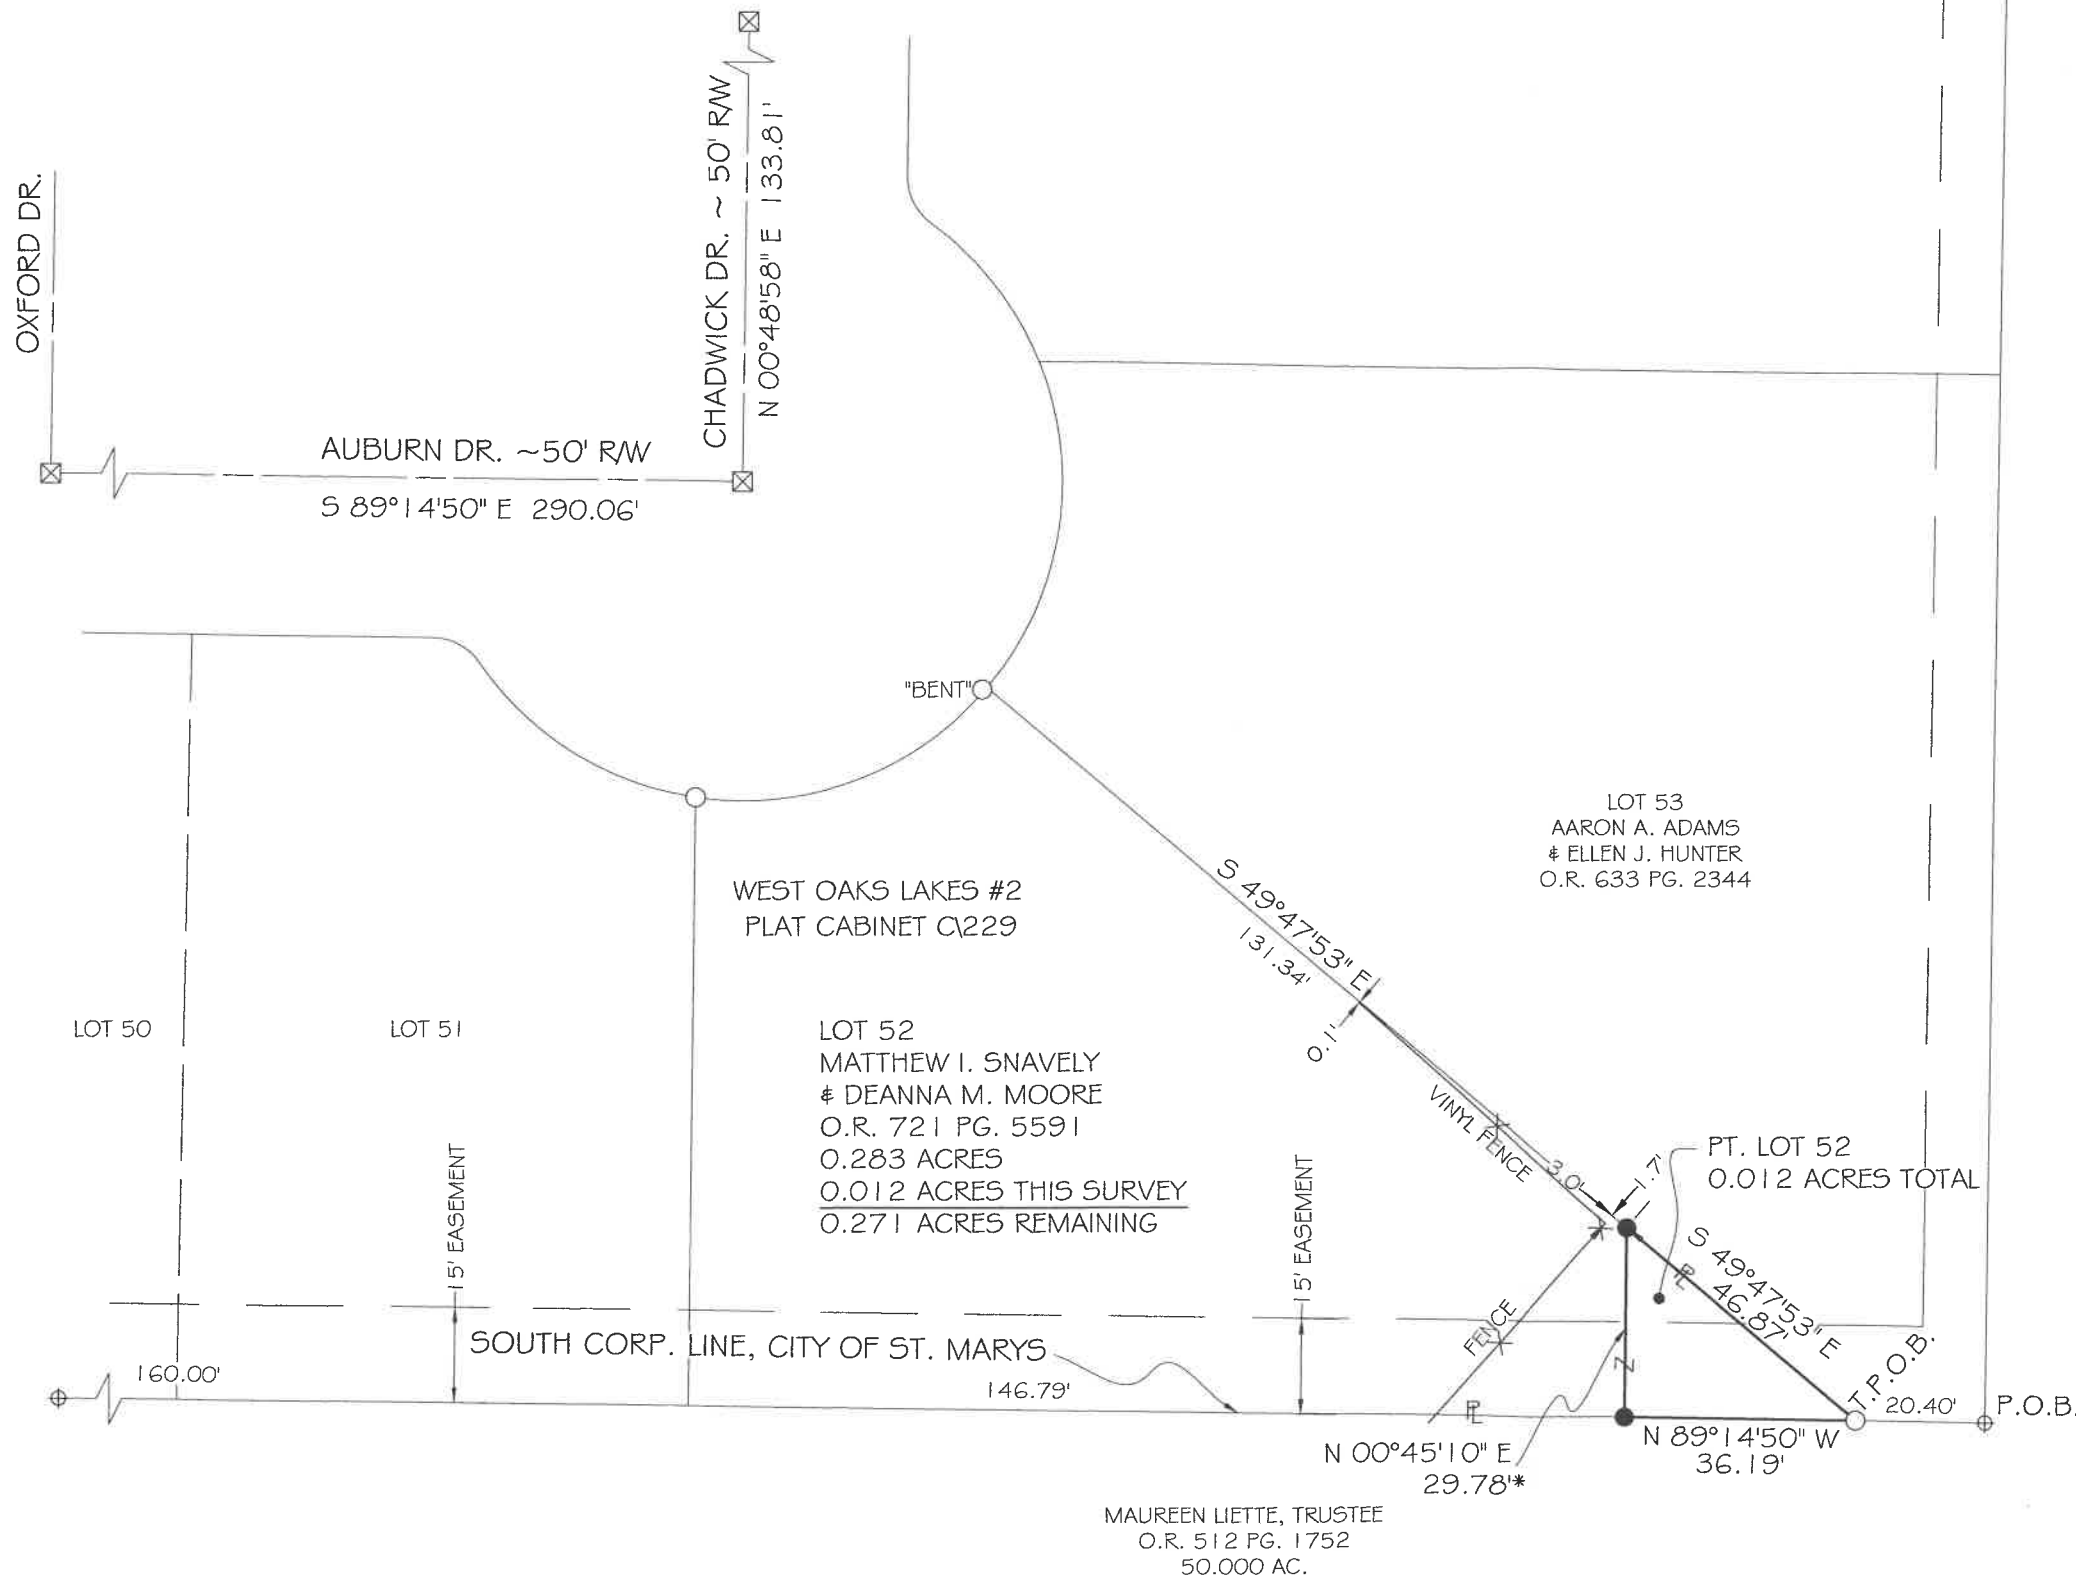 OXFORD DR.
CHADWICK DR. ~ 50' R/W
N 00°48'58" E 133.81'
AUBURN DR. ~50' R/W
S 89°14'50" E 290.06'
"BENT"
LOT 53
AARON A. ADAMS
& ELLEN J. HUNTER
O.R. 633 PG. 2344
WEST OAKS LAKES #2
PLAT CABINET C\229
S 49°47'53" E
131.34'
0.1'
LOT 50
LOT 51
LOT 52
MATTHEW I. SNAVELY
& DEANNA M. MOORE
O.R. 721 PG. 5591
0.283 ACRES
0.012 ACRES THIS SURVEY
0.271 ACRES REMAINING
VINYL FENCE
3.0'
1.7'
PT. LOT 52
0.012 ACRES TOTAL
15' EASEMENT
15' EASEMENT
S 49°47'53" E
PL
46.87'
FENCE
SOUTH CORP. LINE, CITY OF ST. MARYS
160.00'
146.79'
PL
Z
T.P.O.B.
20.40'
P.O.B.
N 00°45'10" E
29.78'*
N 89°14'50" W
36.19'
MAUREEN LIETTE, TRUSTEE
O.R. 512 PG. 1752
50.000 AC.